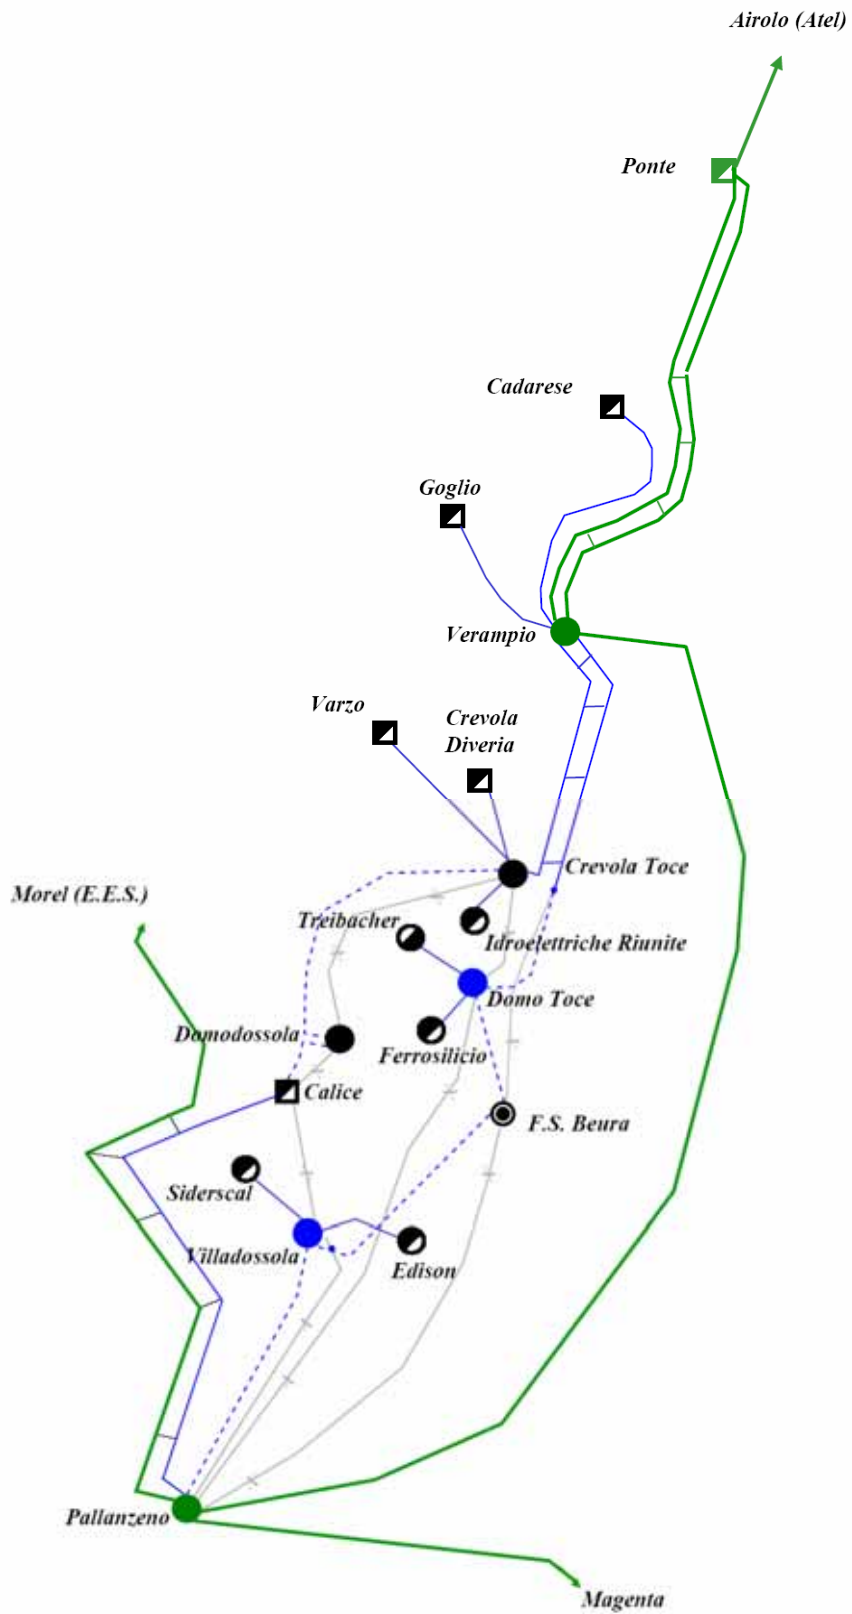 Airolo (Atel)
Ponte
Cadarese
Goglio
Verampio
Varzo
Crevola
Diveria
Crevola Toce
Morel (E.E.S.)
Treibacher
Idroelettriche Riunite
Domo Toce
Domodossola
Ferrosilicio
Calice
F.S. Beura
Siderscal
Villadossola
Edison
Pallanzeno
Magenta